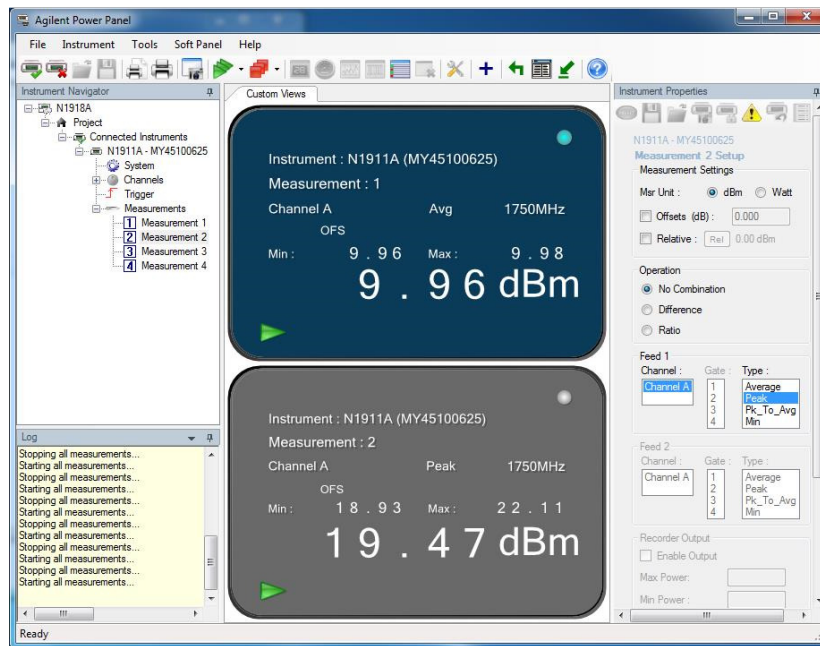 Agilent Power Panel
File Instrument Tools Soft Panel Help
Instrument Navigator
N1918A
Project
Connected Instruments
N1911A - MY45100625
System
Channels
Trigger
Measurements
1 Measurement 1
2 Measurement 2
3 Measurement 3
4 Measurement 4
Log
Stopping all measurements...
Starting all measurements...
Stopping all measurements...
Starting all measurements...
Stopping all measurements...
Starting all measurements...
Stopping all measurements...
Starting all measurements...
Stopping all measurements...
Starting all measurements...
Stopping all measurements...
Starting all measurements...
Custom Views
Instrument : N1911A (MY45100625)
Measurement : 1
Channel A Avg 1750MHz
OFS
Min : 9 . 9 6 Max : 9 . 9 8
9 . 9 6 dBm
Instrument : N1911A (MY45100625)
Measurement : 2
Channel A Peak 1750MHz
OFS
Min : 1 8 . 9 3 Max : 2 2 . 1 1
1 9 . 4 7 dBm
Instrument Properties
N1911A - MY45100625
Measurement 2 Setup
Measurement Settings
Msr Unit : dBm Watt
Offsets (dB) : 0.000
Relative : Rel 0.00 dBm
Operation
No Combination
Difference
Ratio
Feed 1
Channel : Gate : Type :
Channel A 1 Average
2 Peak
3 Pk_To_Avg
4 Min
Feed 2
Channel : Gate : Type :
Channel A 1 Average
2 Peak
3 Pk_To_Avg
4 Min
Recorder Output
Enable Output
Max Power:
Min Power :
Ready